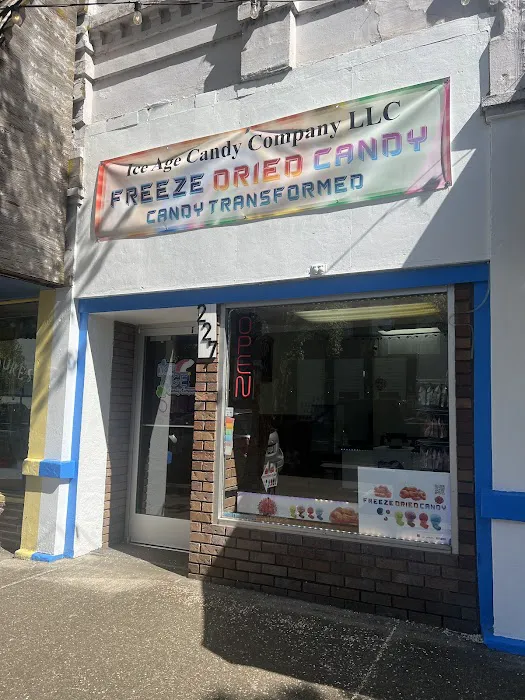 Ice Age Candy Company LLC
FREEZE DRIED CANDY
CANDY TRANSFORMED
227
OPEN
FREEZE DRIED CANDY